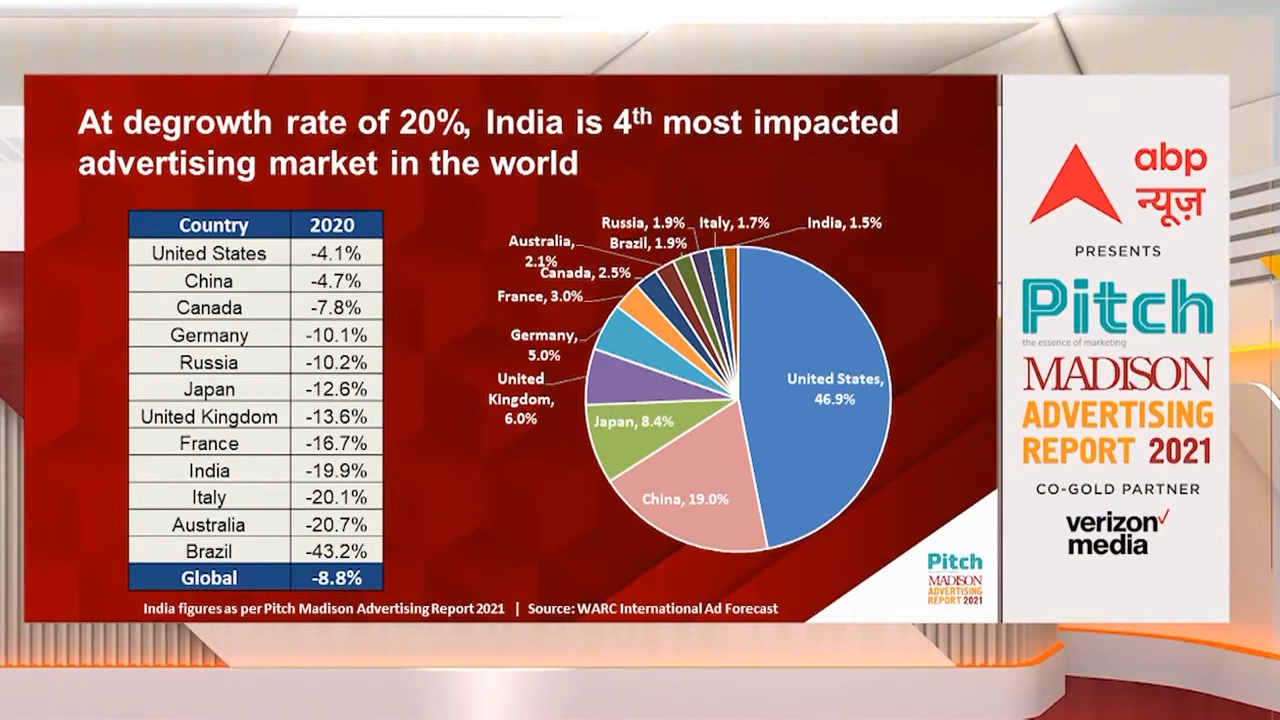 At degrowth rate of 20%, India is 4th most impacted
advertising market in the world
Country 2020
United States -4.1%
China -4.7%
Canada -7.8%
Germany -10.1%
Russia -10.2%
Japan -12.6%
United Kingdom -13.6%
France -16.7%
India -19.9%
Italy -20.1%
Australia -20.7%
Brazil -43.2%
Global -8.8%
Russia, 1.9%
Italy, 1.7%
India, 1.5%
Australia,
2.1%
Brazil, 1.9%
Canada, 2.5%
France, 3.0%
Germany,
5.0%
United
Kingdom,
6.0%
Japan, 8.4%
China, 19.0%
United States,
46.9%
India figures as per Pitch Madison Advertising Report 2021 | Source: WARC International Ad Forecast
Pitch
MADISON
ADVERTISING
REPORT 2021
abp
न्यूज़
PRESENTS
Pitch
the essence of marketing
MADISON
ADVERTISING
REPORT 2021
CO-GOLD PARTNER
verizon
media